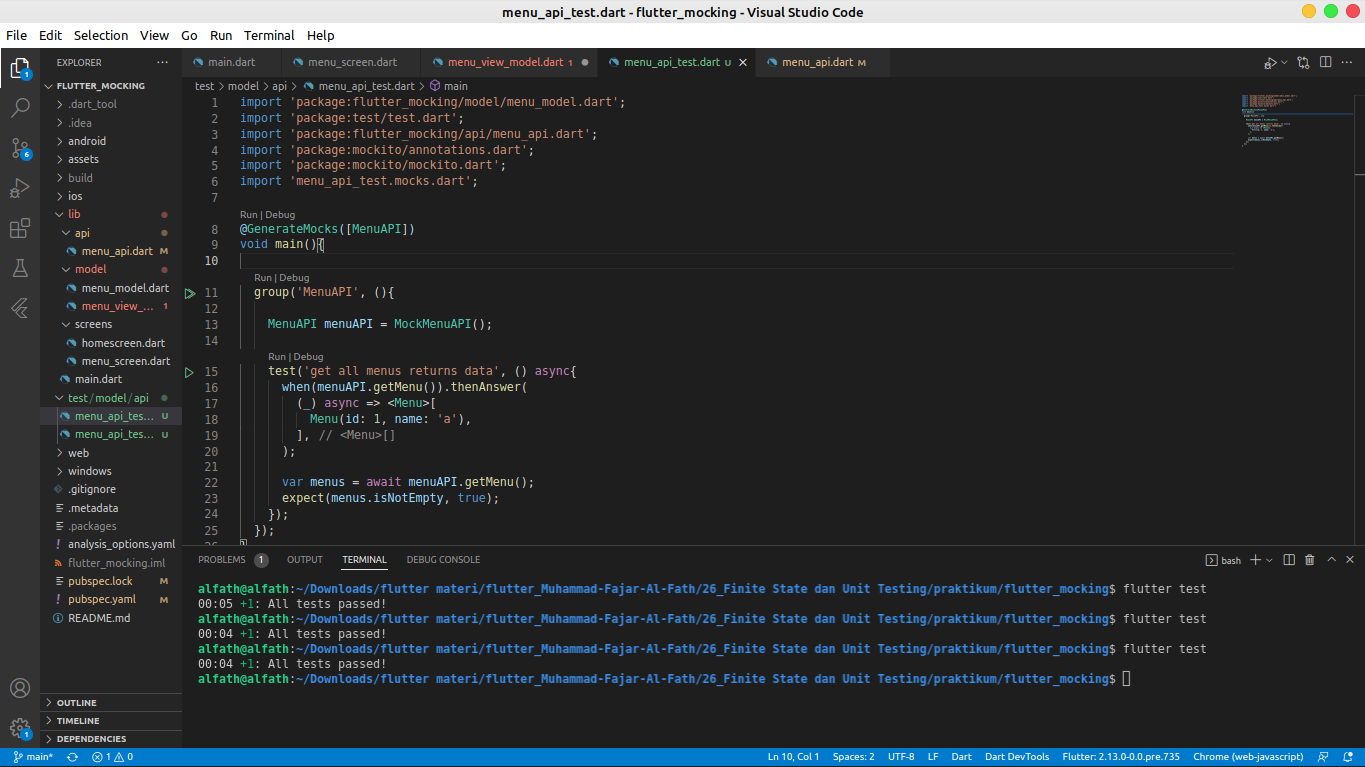 menu_api_test.dart - flutter_mocking - Visual Studio Code
File Edit Selection View Go Run Terminal Help
EXPLORER ···
FLUTTER_MOCKING
.dart_tool
.idea
android
assets
build
ios
lib
api
menu_api.dart M
model
menu_model.dart
menu_view_... 1
screens
homescreen.dart
menu_screen.dart
main.dart
test/model/api
menu_api_tes... U
menu_api_tes... U
web
windows
.gitignore
.metadata
.packages
analysis_options.yaml
flutter_mocking.iml
pubspec.lock M
pubspec.yaml M
README.md
OUTLINE
TIMELINE
DEPENDENCIES
1
6
1
main.dart menu_screen.dart menu_view_model.dart 1 menu_api_test.dart U menu_api.dart M
test > model > api > menu_api_test.dart > main
1 import 'package:flutter_mocking/model/menu_model.dart';
2 import 'package:test/test.dart';
3 import 'package:flutter_mocking/api/menu_api.dart';
4 import 'package:mockito/annotations.dart';
5 import 'package:mockito/mockito.dart';
6 import 'menu_api_test.mocks.dart';
7
Run | Debug
8 @GenerateMocks([MenuAPI])
9 void main(){
10
Run | Debug
11 group('MenuAPI', (){
12
13 MenuAPI menuAPI = MockMenuAPI();
14
Run | Debug
15 test('get all menus returns data', () async{
16 when(menuAPI.getMenu()).thenAnswer(
17 (_) async => <Menu>[
18 Menu(id: 1, name: 'a'),
19 ], // <Menu>[]
20 );
21
22 var menus = await menuAPI.getMenu();
23 expect(menus.isNotEmpty, true);
24 });
25 });
PROBLEMS 1 OUTPUT TERMINAL DEBUG CONSOLE bash
alfath@alfath:~/Downloads/flutter materi/flutter_Muhammad-Fajar-Al-Fath/26_Finite State dan Unit Testing/praktikum/flutter_mocking$ flutter test
00:05 +1: All tests passed!
alfath@alfath:~/Downloads/flutter materi/flutter_Muhammad-Fajar-Al-Fath/26_Finite State dan Unit Testing/praktikum/flutter_mocking$ flutter test
00:04 +1: All tests passed!
alfath@alfath:~/Downloads/flutter materi/flutter_Muhammad-Fajar-Al-Fath/26_Finite State dan Unit Testing/praktikum/flutter_mocking$ flutter test
00:04 +1: All tests passed!
alfath@alfath:~/Downloads/flutter materi/flutter_Muhammad-Fajar-Al-Fath/26_Finite State dan Unit Testing/praktikum/flutter_mocking$
main* 1 0 Ln 10, Col 1 Spaces: 2 UTF-8 LF Dart Dart DevTools Flutter: 2.13.0-0.0.pre.735 Chrome (web-javascript)